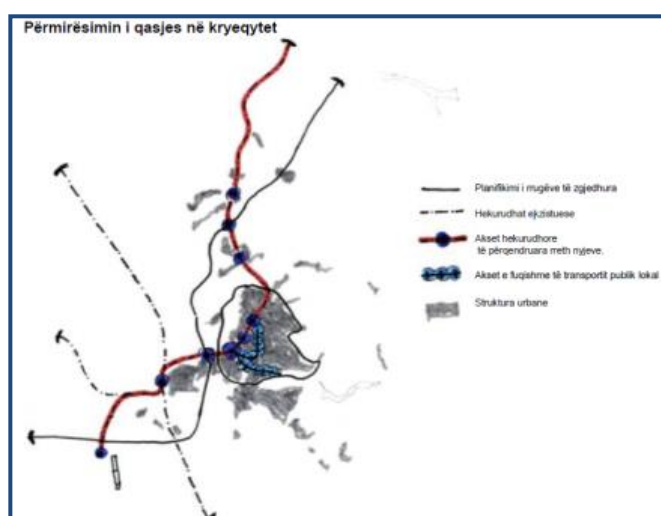 Përmirësimin i qasjes në kryeqytet
Planifikimi i rrugëve të zgjedhura
Hekurudhat ekzistuese
Akset hekurudhore
të përqendruara rreth nyjeve.
Akset e fuqishme të transportit publik lokal
Struktura urbane